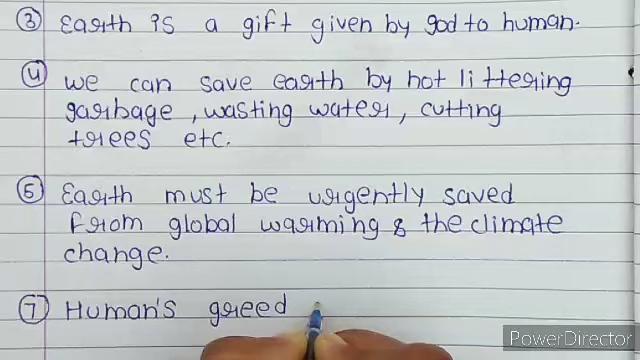 ③ Earth is a gift given by god to human.
④ we can save earth by not littering
garbage, wasting water, cutting
trees etc.
⑤ Earth must be urgently saved
from global warming & the climate
change.
⑦ Human's greed
PowerDirector